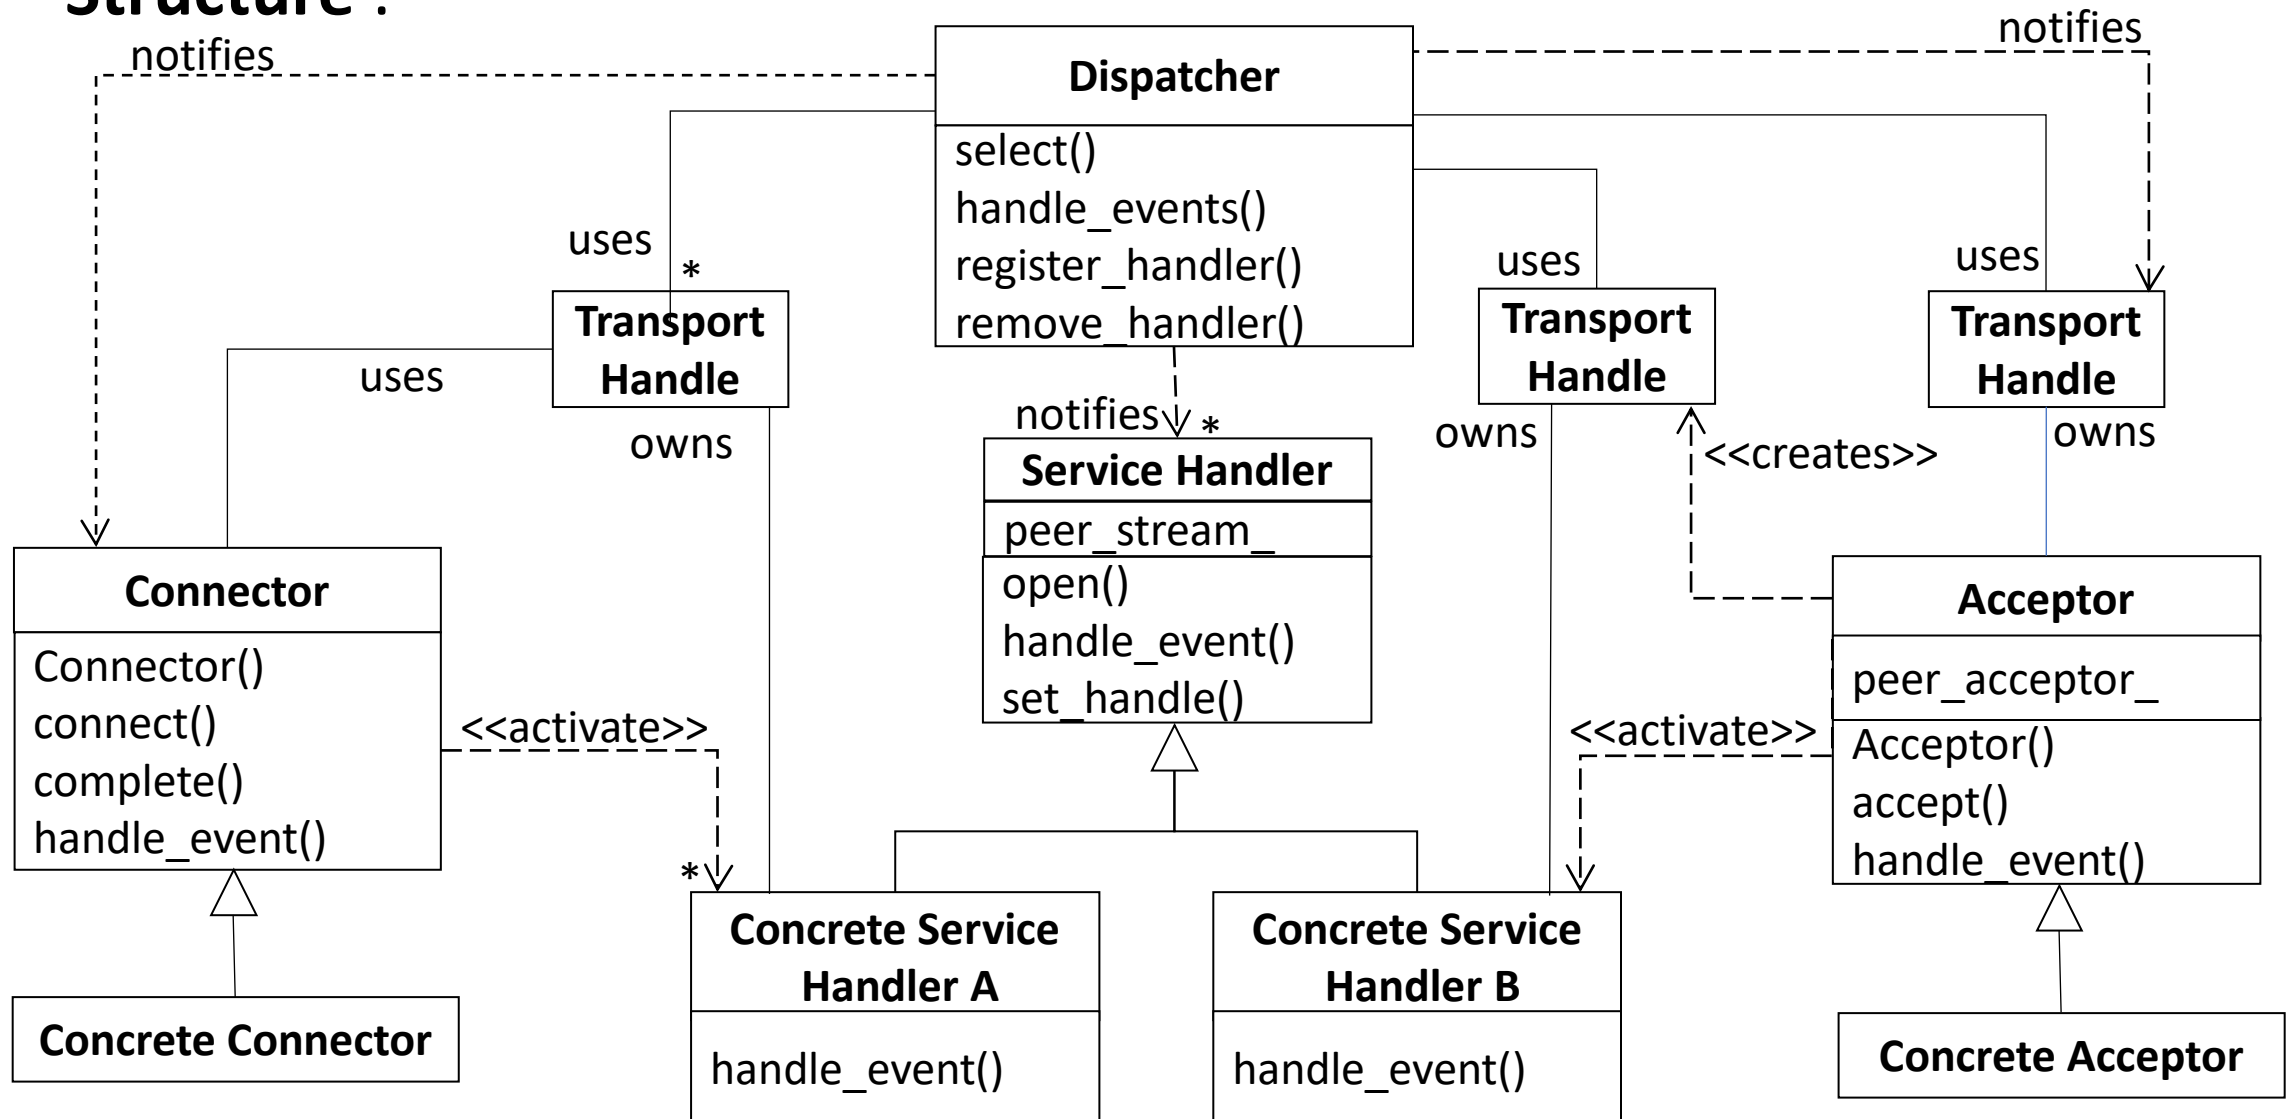 Structure :
notifies
notifies
Dispatcher
select()
handle_events()
register_handler()
remove_handler()
uses
*
uses
uses
Transport
Handle
Transport
Handle
Transport
Handle
uses
owns
notifies
*
owns
<<creates>>
owns
Service Handler
peer_stream_
open()
handle_event()
set_handle()
Connector
Connector()
connect()
complete()
handle_event()
<<activate>>
*
Acceptor
peer_acceptor_
Acceptor()
accept()
handle_event()
<<activate>>
Concrete Service
Handler A
handle_event()
Concrete Service
Handler B
handle_event()
Concrete Connector
Concrete Acceptor